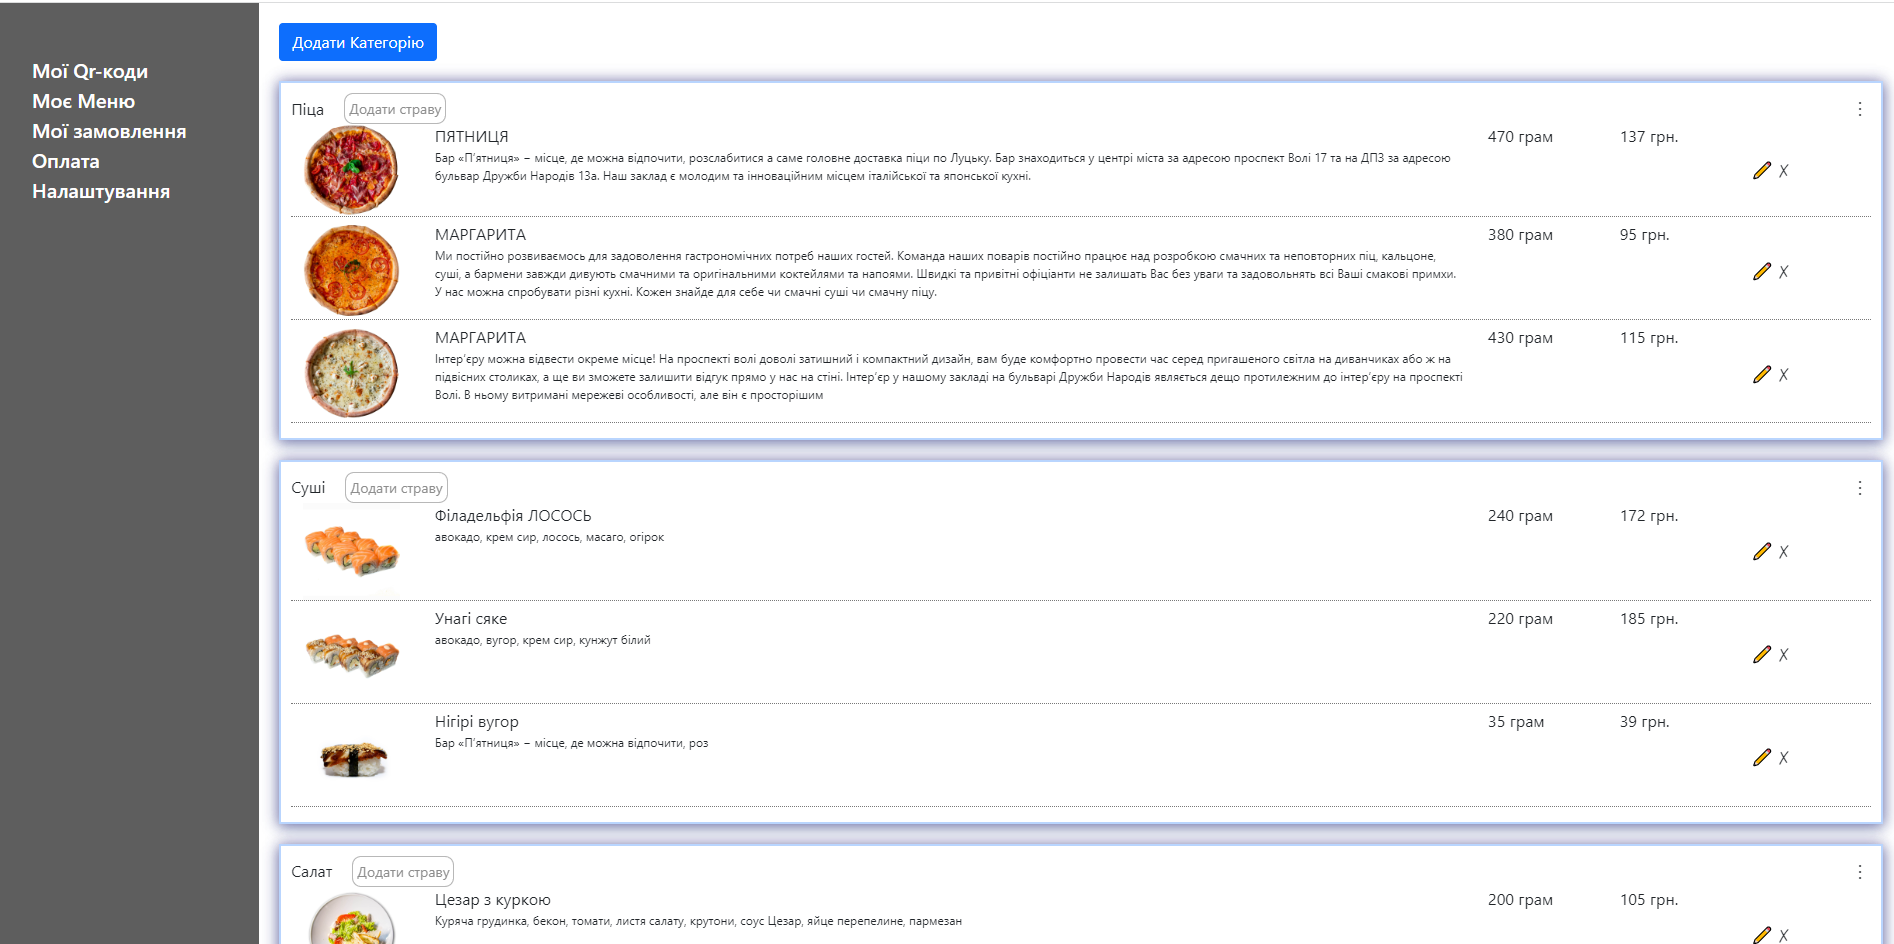 Мої Qr-коди
Моє Меню
Мої замовлення
Оплата
Налаштування
Додати Категорію
Піца Додати страву
ПЯТНИЦЯ 470 грам 137 грн.
Бар «П’ятниця» – місце, де можна відпочити, розслабитися а саме головне доставка піци по Луцьку. Бар знаходиться у центрі міста за адресою проспект Волі 17 та на ДПЗ за адресою
бульвар Дружби Народів 13а. Наш заклад є молодим та інноваційним місцем італійської та японської кухні.
X
МАРГАРИТА 380 грам 95 грн.
Ми постійно розвиваємось для задоволення гастрономічних потреб наших гостей. Команда наших поварів постійно працює над розробкою смачних та неповторних піц, кальцоне,
суші, а бармени завжди дивують смачними та оригінальними коктейлями та напоями. Швидкі та привітні офіціанти не залишать Вас без уваги та задовольнять всі Ваші смакові примхи.
У нас можна спробувати різні кухні. Кожен знайде для себе чи смачні суші чи смачну піцу.
X
МАРГАРИТА 430 грам 115 грн.
Інтер’єру можна відвести окреме місце! На проспекті волі доволі затишний і компактний дизайн, вам буде комфортно провести час серед пригашеного світла на диванчиках або ж на
підвісних столиках, а ще ви зможете залишити відгук прямо у нас на стіні. Інтер’єр у нашому закладі на бульварі Дружби Народів являється дещо протилежним до інтер’єру на проспекті
Волі. В ньому витримані мережеві особливості, але він є просторішим
X
Суші Додати страву
Філадельфія ЛОСОСЬ 240 грам 172 грн.
авокадо, крем сир, лосось, масаго, огірок
X
Унагі сяке 220 грам 185 грн.
авокадо, вугор, крем сир, кунжут білий
X
Нігірі вугор 35 грам 39 грн.
Бар «П’ятниця» – місце, де можна відпочити, роз
X
Салат Додати страву
Цезар з куркою 200 грам 105 грн.
Куряча грудинка, бекон, томати, листя салату, крутони, соус Цезар, яйце перепелине, пармезан
X